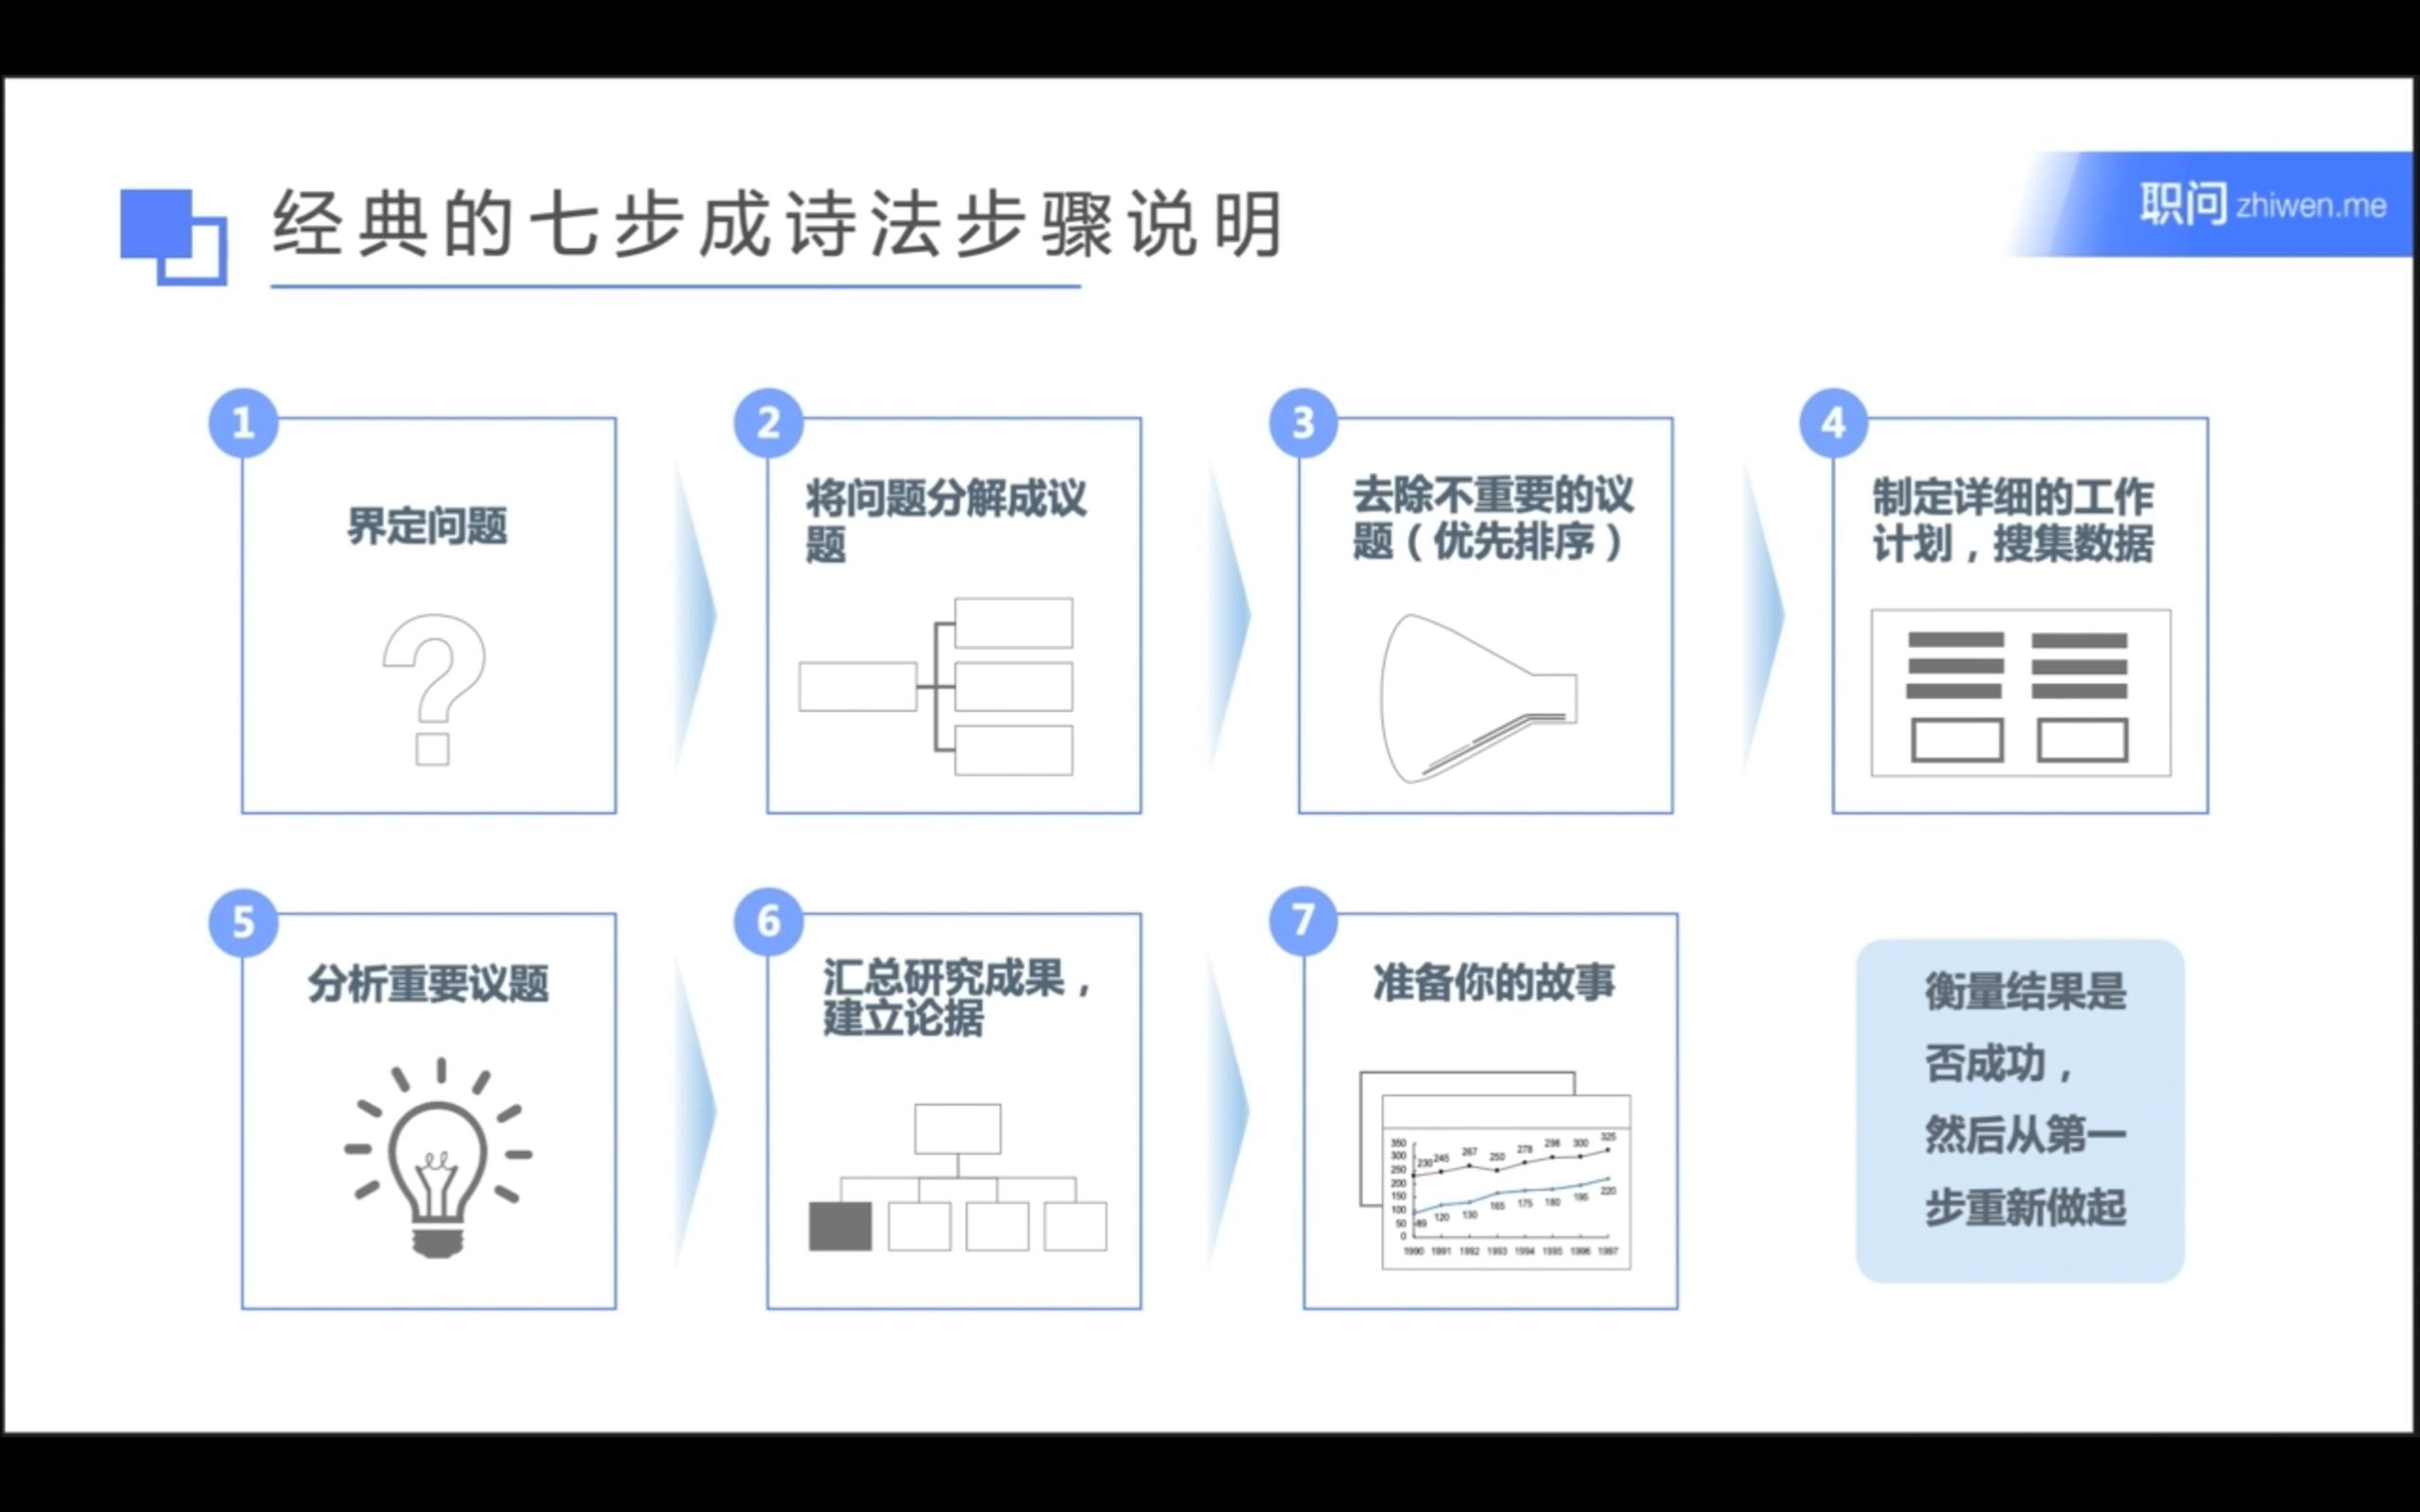 经典的七步成诗法步骤说明
职问 zhiwen.me
1
界定问题
2
将问题分解成议
题
3
去除不重要的议
题（优先排序）
4
制定详细的工作
计划，搜集数据
5
分析重要议题
6
汇总研究成果，
建立论据
7
准备你的故事
350
300
250
200
150
100
50
0
230 245 267 250 278 298 300 325
89 120 130 165 175 180 195 220
1990 1991 1992 1993 1994 1995 1996 1997
衡量结果是
否成功，
然后从第一
步重新做起